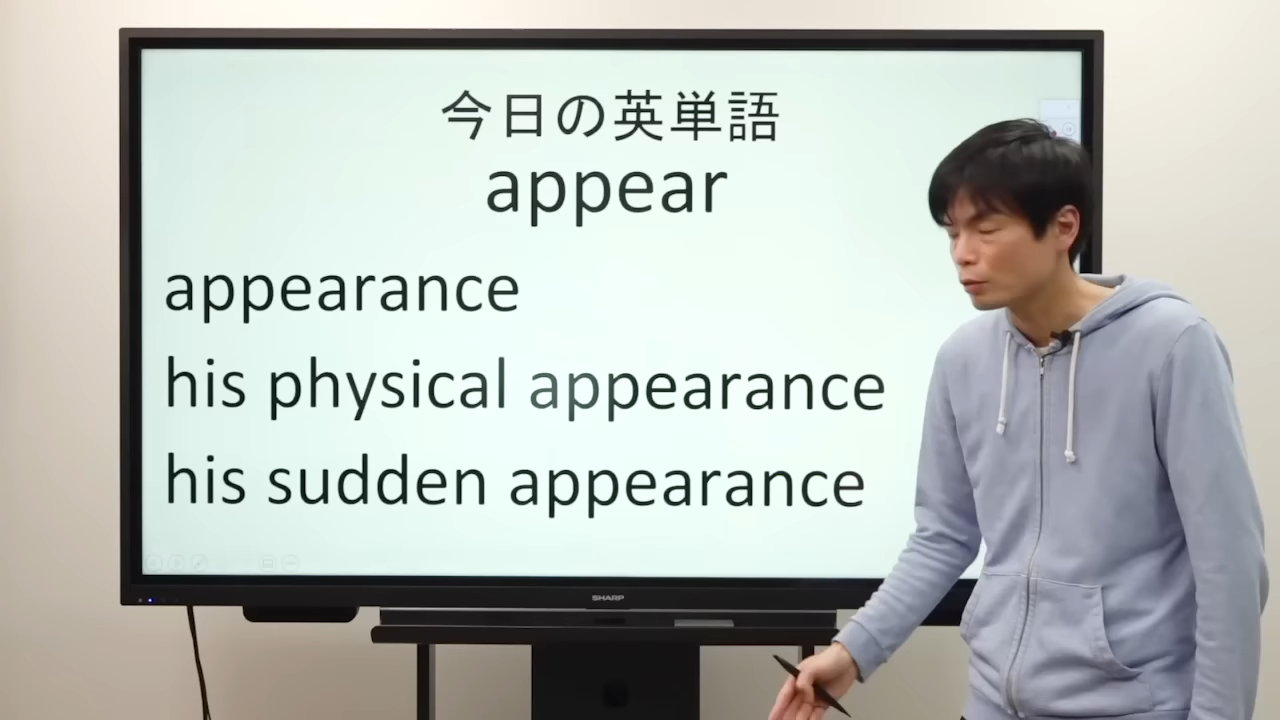 今日の英単語
appear
appearance
his physical appearance
his sudden appearance
SHARP